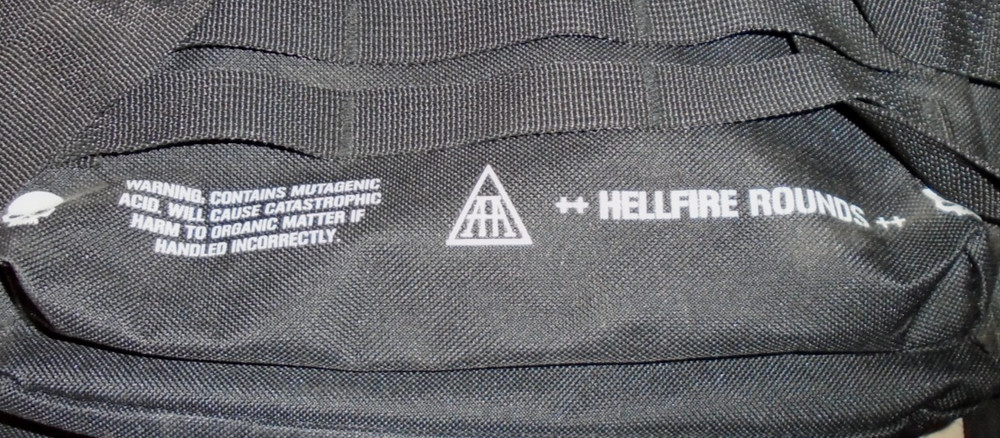 WARNING. CONTAINS MUTAGENIC
ACID. WILL CAUSE CATASTROPHIC
HARM TO ORGANIC MATTER IF
HANDLED INCORRECTLY.
++ HELLFIRE ROUNDS ++